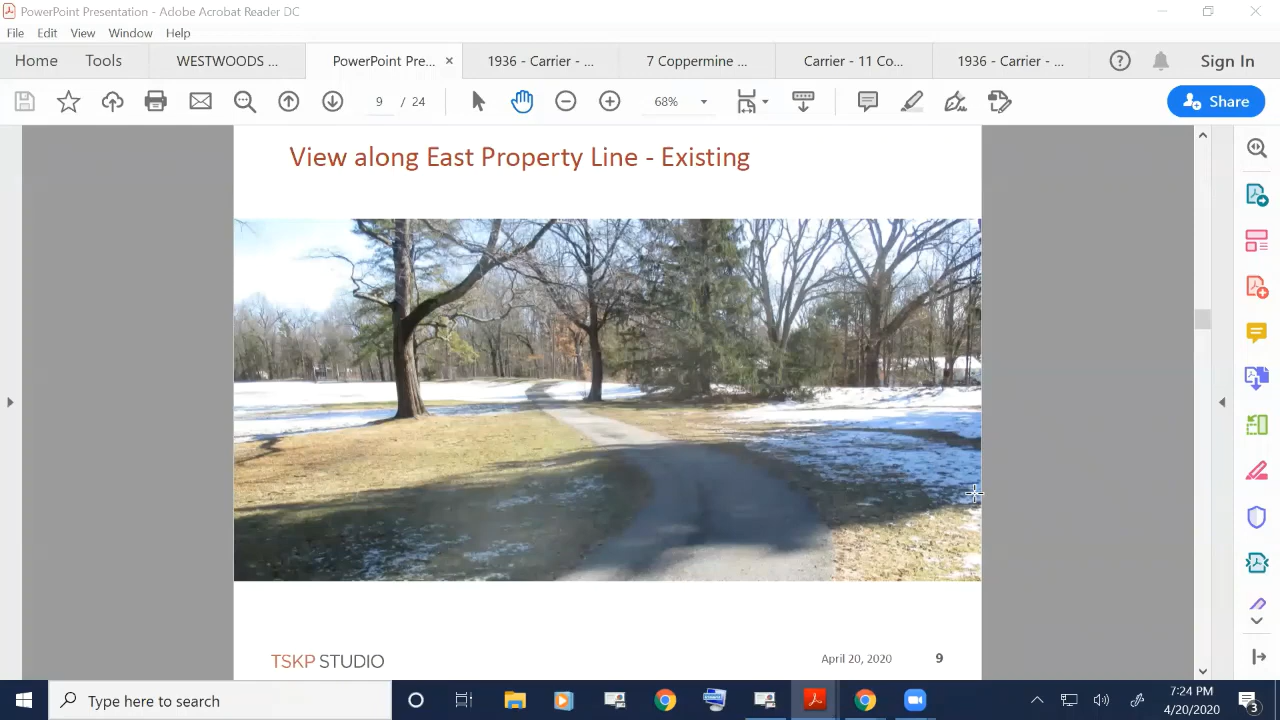 PowerPoint Presentation - Adobe Acrobat Reader DC
File Edit View Window Help
Home Tools WESTWOODS ... PowerPoint Pre... × 1936 - Carrier - ... 7 Coppermine ... Carrier - 11 Co... 1936 - Carrier - ... Sign In
9 / 24 68% Share
View along East Property Line - Existing
TSKP STUDIO April 20, 2020 9
Type here to search
7:24 PM
4/20/2020
3